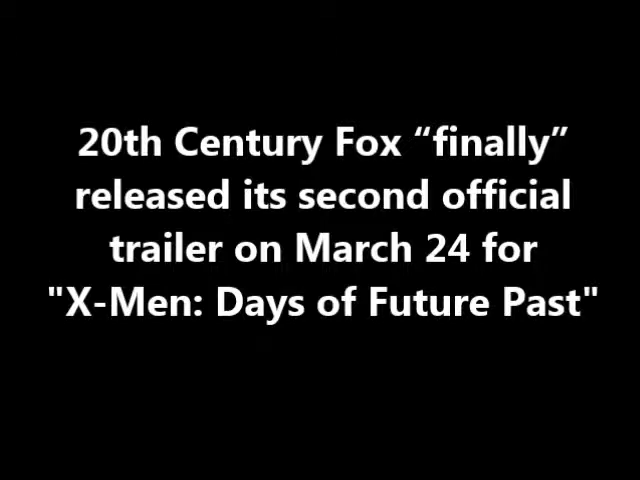 20th Century Fox “finally”
released its second official
trailer on March 24 for
"X-Men: Days of Future Past"